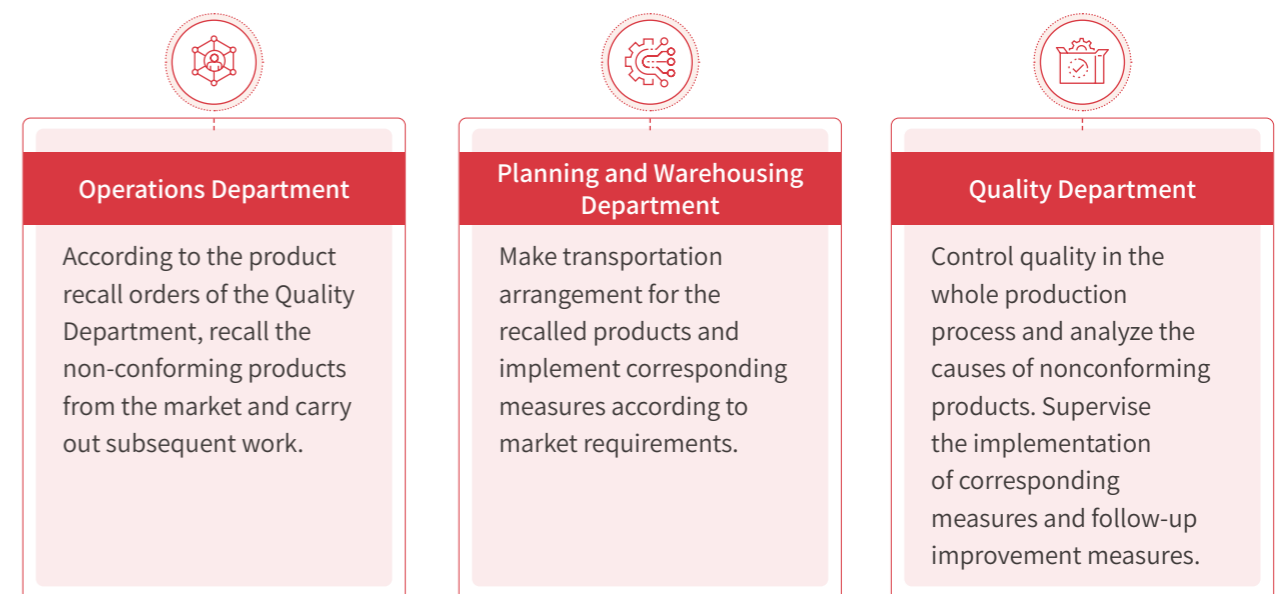 Operations Department
According to the product
recall orders of the Quality
Department, recall the
non-conforming products
from the market and carry
out subsequent work.
Planning and Warehousing
Department
Make transportation
arrangement for the
recalled products and
implement corresponding
measures according to
market requirements.
Quality Department
Control quality in the
whole production
process and analyze the
causes of nonconforming
products. Supervise
the implementation
of corresponding
measures and follow-up
improvement measures.